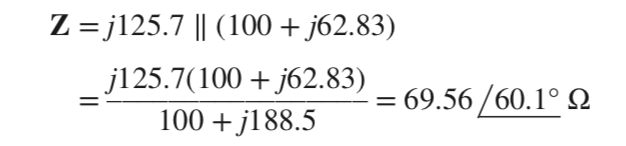 Z = j125.7 || (100 + j62.83)
= j125.7(100 + j62.83) / 100 + j188.5 = 69.56 /60.1° Ω